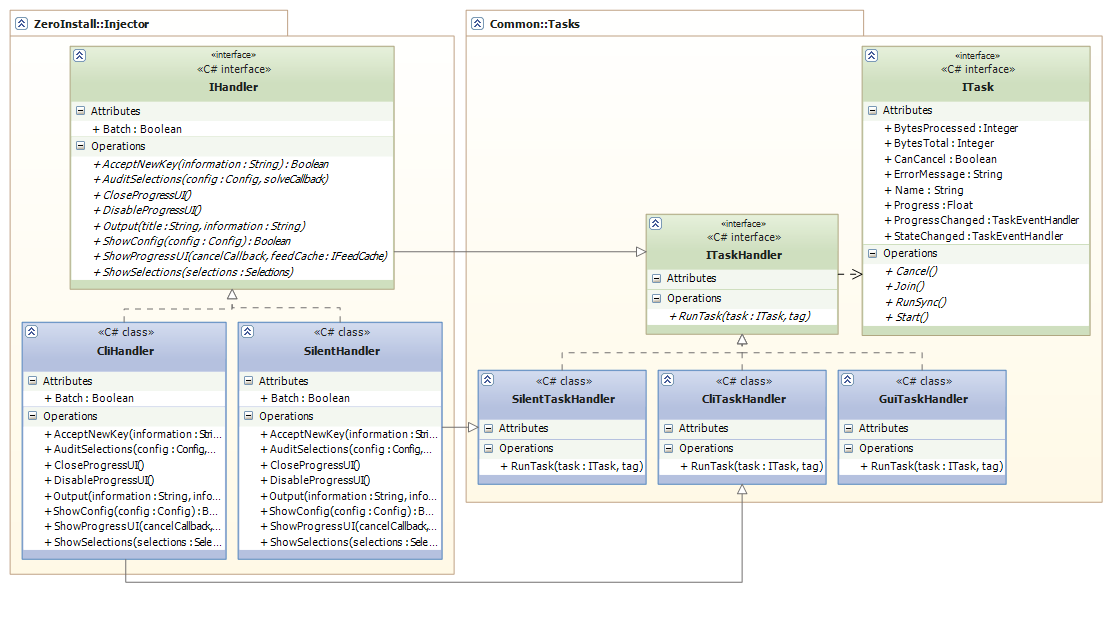 ZeroInstall::Injector
«interface»
«C# interface»
IHandler
Attributes
+ Batch : Boolean
Operations
+ AcceptNewKey(information : String) : Boolean
+ AuditSelections(config : Config, solveCallback)
+ CloseProgressUI()
+ DisableProgressUI()
+ Output(title : String, information : String)
+ ShowConfig(config : Config) : Boolean
+ ShowProgressUI(cancelCallback, feedCache : IFeedCache)
+ ShowSelections(selections : Selections)
«C# class»
CliHandler
Attributes
+ Batch : Boolean
Operations
+ AcceptNewKey(information : Stri...
+ AuditSelections(config : Config,...
+ CloseProgressUI()
+ DisableProgressUI()
+ Output(information : String, info...
+ ShowConfig(config : Config) : B...
+ ShowProgressUI(cancelCallback,...
+ ShowSelections(selections : Sele...
«C# class»
SilentHandler
Attributes
+ Batch : Boolean
Operations
+ AcceptNewKey(information : Stri...
+ AuditSelections(config : Config,...
+ CloseProgressUI()
+ DisableProgressUI()
+ Output(information : String, info...
+ ShowConfig(config : Config) : B...
+ ShowProgressUI(cancelCallback,...
+ ShowSelections(selections : Sele...
Common::Tasks
«interface»
«C# interface»
ITaskHandler
Attributes
Operations
+ RunTask(task : ITask, tag)
«interface»
«C# interface»
ITask
Attributes
+ BytesProcessed : Integer
+ BytesTotal : Integer
+ CanCancel : Boolean
+ ErrorMessage : String
+ Name : String
+ Progress : Float
+ ProgressChanged : TaskEventHandler
+ StateChanged : TaskEventHandler
Operations
+ Cancel()
+ Join()
+ RunSync()
+ Start()
«C# class»
SilentTaskHandler
Attributes
Operations
+ RunTask(task : ITask, tag)
«C# class»
CliTaskHandler
Attributes
Operations
+ RunTask(task : ITask, tag)
«C# class»
GuiTaskHandler
Attributes
Operations
+ RunTask(task : ITask, tag)